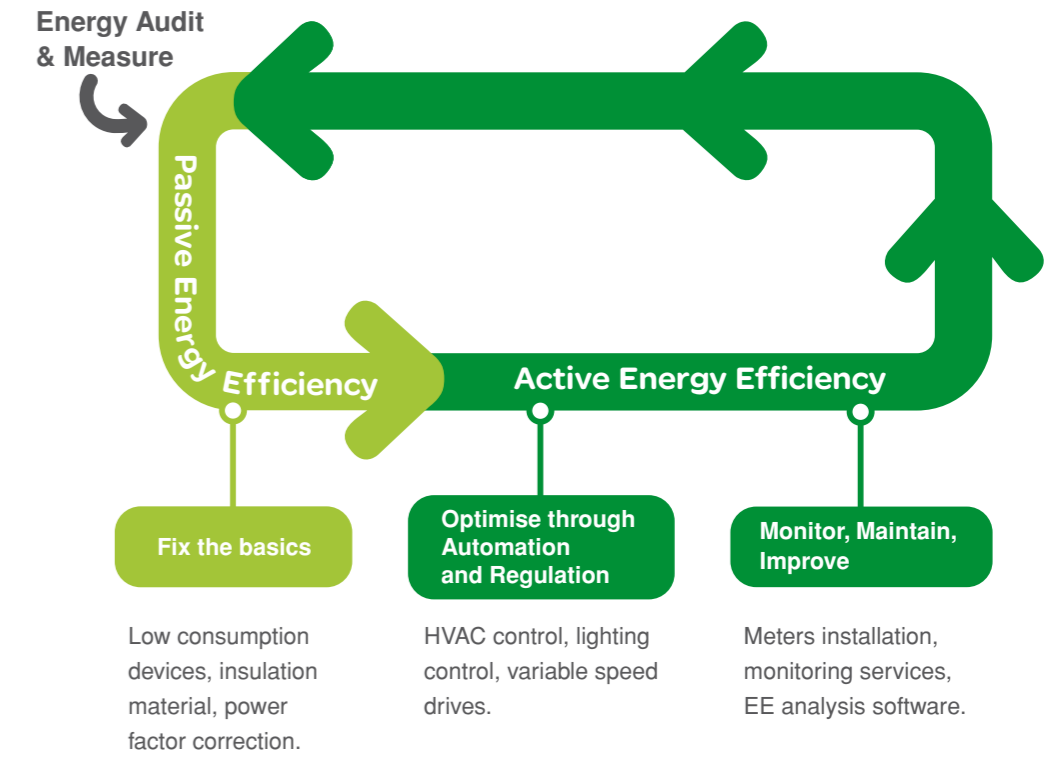 Energy Audit
& Measure
Passive Energy Efficiency
Active Energy Efficiency
Fix the basics
Low consumption
devices, insulation
material, power
factor correction.
Optimise through
Automation
and Regulation
HVAC control, lighting
control, variable speed
drives.
Monitor, Maintain,
Improve
Meters installation,
monitoring services,
EE analysis software.